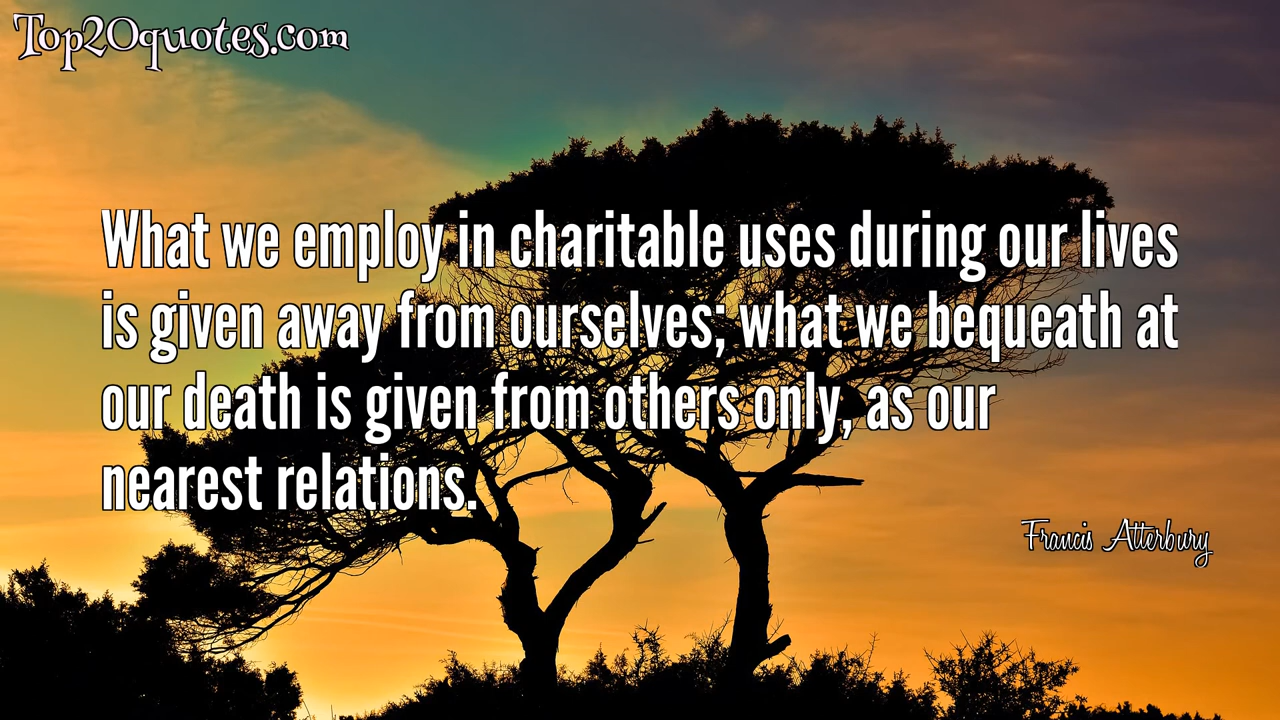 Top20quotes.com
What we employ in charitable uses during our lives
is given away from ourselves; what we bequeath at
our death is given from others only, as our
nearest relations.
Francis Atterbury